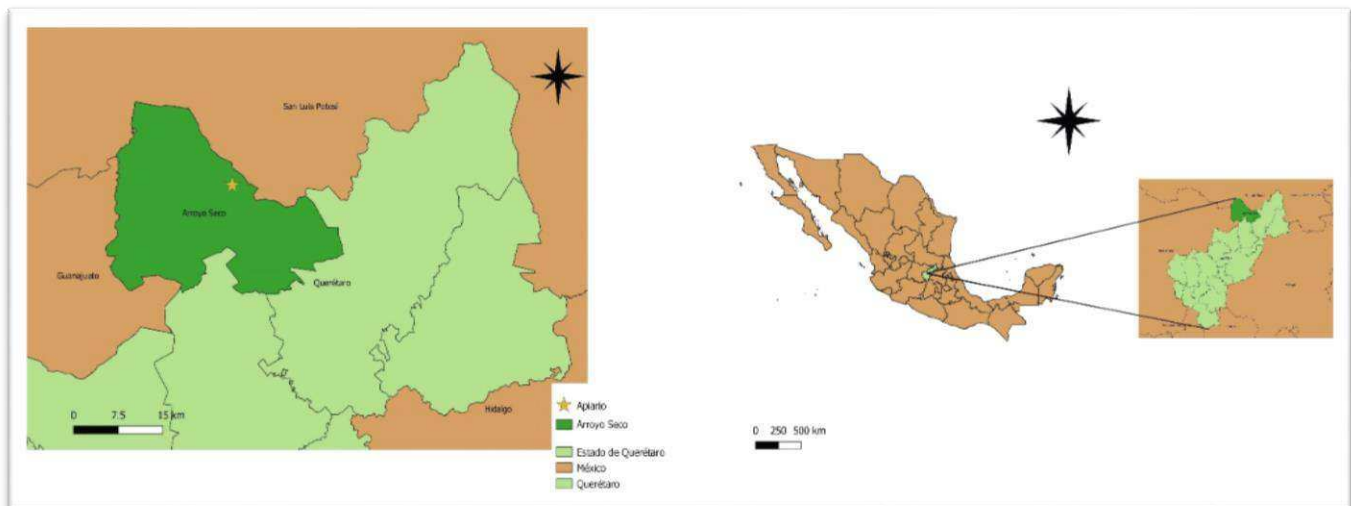 San Luis Potosí
Arroyo Seco
Guanajuato
Querétaro
Hidalgo
0 7.5 15 km
Apiario
Arroyo Seco
Estado de Querétaro
México
Querétaro
0 250 500 km